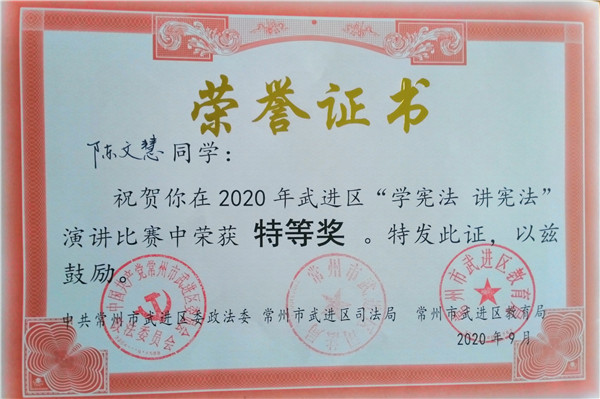 荣誉证书
陈文慧同学：
祝贺你在2020年武进区“学宪法 讲宪法”
演讲比赛中荣获 特等奖 。特发此证，以兹
鼓励。
中共常州市武进区委政法委 常州市武进区司法局 常州市武进区教育局
2020年9月